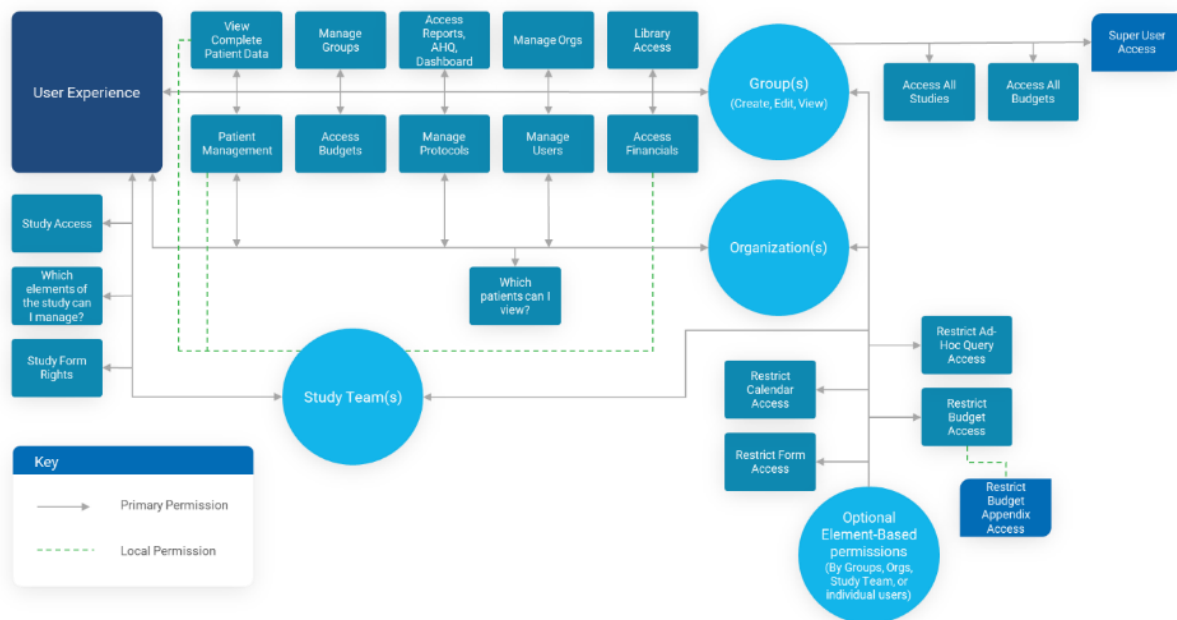 View
Complete
Patient Data
Manage
Groups
Access
Reports,
AHQ,
Dashboard
Manage Orgs
Library
Access
Super User
Access
User Experience
Group(s)
(Create, Edit, View)
Access All
Studies
Access All
Budgets
Patient
Management
Access
Budgets
Manage
Protocols
Manage
Users
Access
Financials
Study Access
Organization(s)
Which
elements of
the study can
I manage?
Which
patients can I
view?
Study Form
Rights
Study Team(s)
Restrict Ad-
Hoc Query
Access
Restrict
Calendar
Access
Restrict
Budget
Access
Restrict Form
Access
Key
Primary Permission
Local Permission
Restrict
Budget
Appendix
Access
Optional
Element-Based
permissions
(By Groups, Orgs,
Study Team, or
individual users)